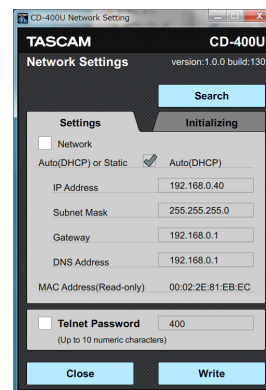 CD-400U Network Setting
TASCAM CD-400U
Network Settings version:1.0.0 build:130
Search
Settings Initializing
Network
Auto(DHCP) or Static Auto(DHCP)
IP Address 192.168.0.40
Subnet Mask 255.255.255.0
Gateway 192.168.0.1
DNS Address 192.168.0.1
MAC Address(Read-only) 00:02:2E:81:EB:EC
Telnet Password 400
(Up to 10 numeric characters)
Close Write